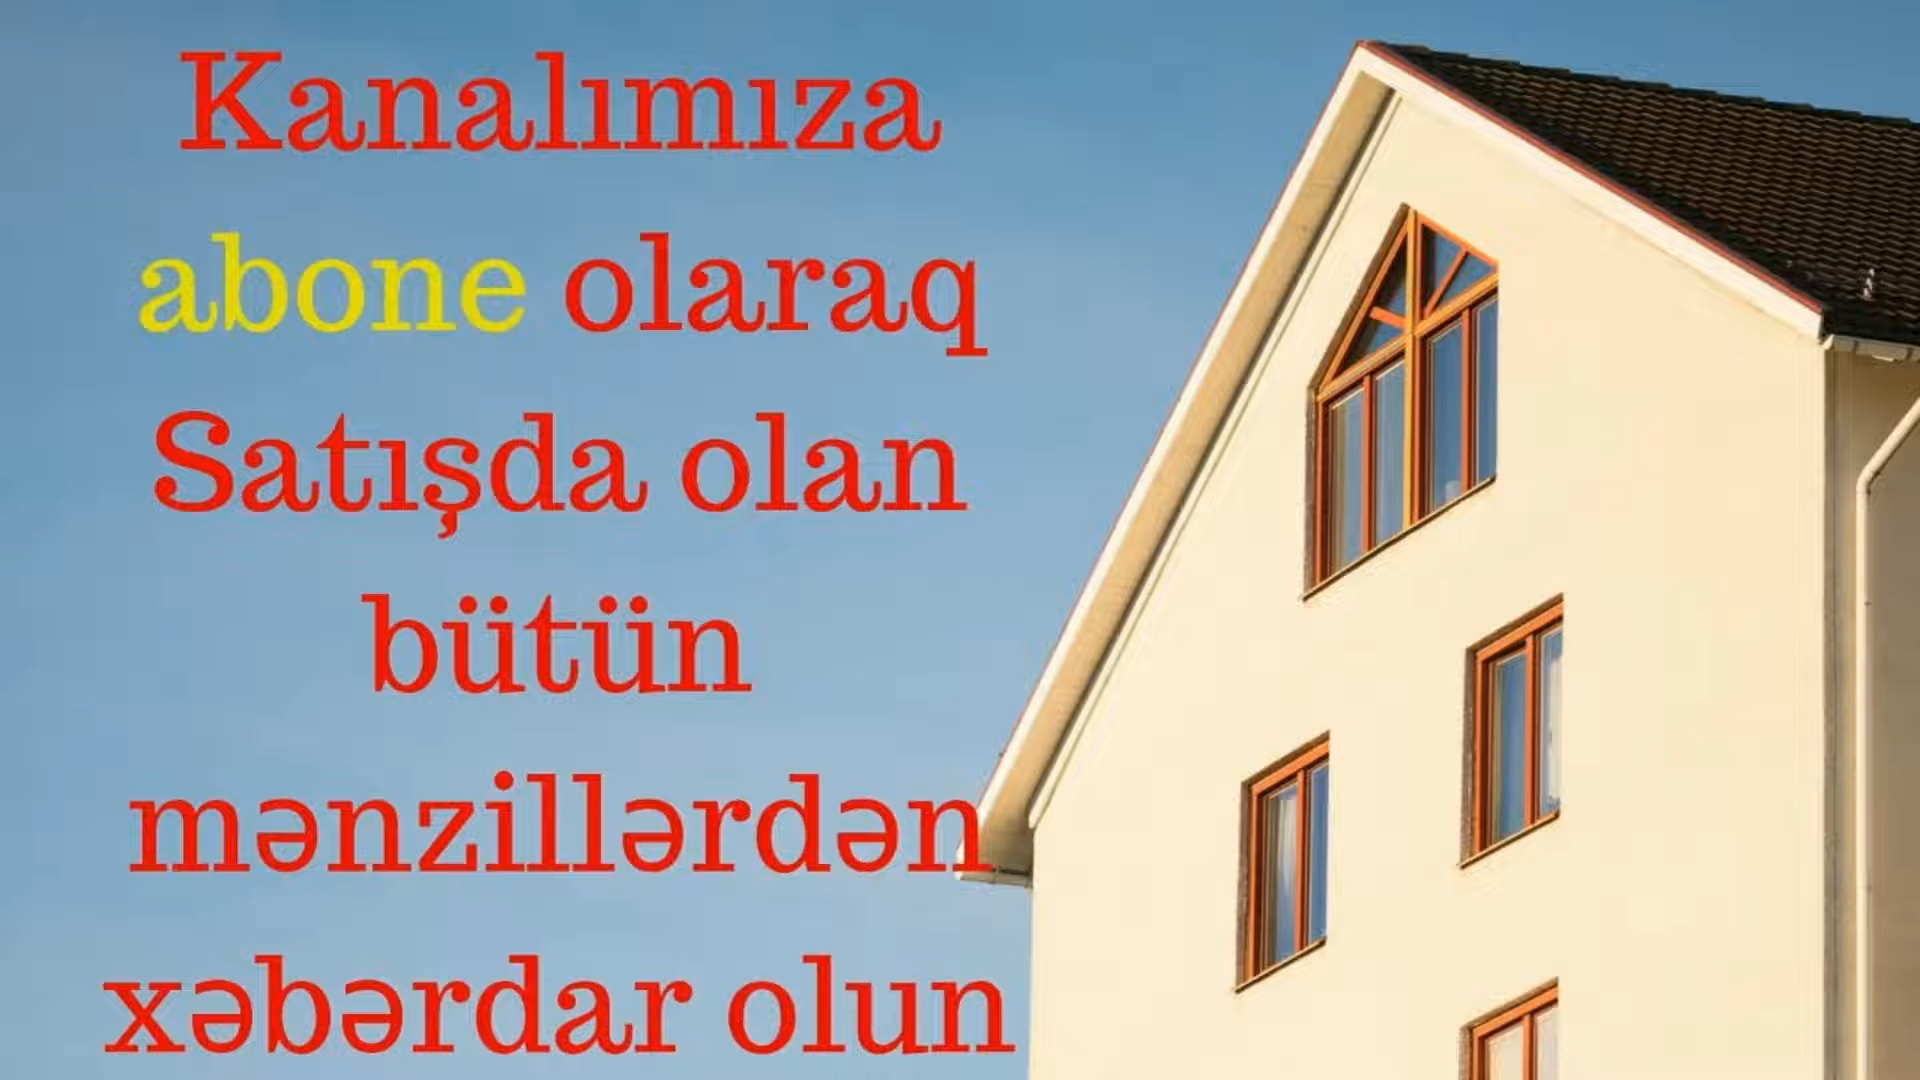 Kanalımıza
abone olaraq
Satışda olan
bütün
mənzillərdən
xəbərdar olun